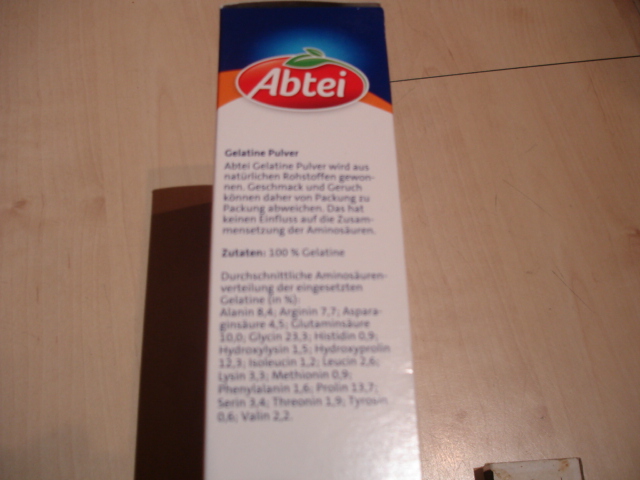 Abtei
Gelatine Pulver
Abtei Gelatine Pulver wird aus
natürlichen Rohstoffen gewon-
nen. Geschmack und Geruch
können daher von Packung zu
Packung abweichen. Das hat
keinen Einfluss auf die Zusam-
mensetzung der Aminosäuren.
Zutaten: 100 % Gelatine
Durchschnittliche Aminosäuren-
verteilung der eingesetzten
Gelatine (in %):
Alanin 8,4; Arginin 7,7; Aspara-
ginsäure 4,5; Glutaminsäure
10,0; Glycin 23,3; Histidin 0,9;
Hydroxylysin 1,5; Hydroxyprolin
12,3; Isoleucin 1,2; Leucin 2,6;
Lysin 3,3; Methionin 0,9;
Phenylalanin 1,6; Prolin 13,7;
Serin 3,4; Threonin 1,9; Tyrosin
0,6; Valin 2,2.